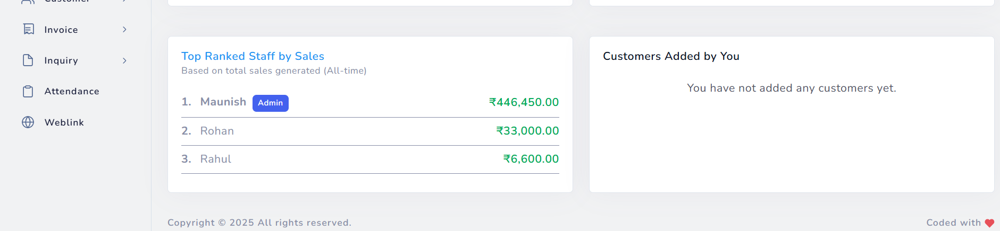 Customer
Invoice
Inquiry
Attendance
Weblink
Top Ranked Staff by Sales
Based on total sales generated (All-time)
1. Maunish Admin ₹446,450.00
2. Rohan ₹33,000.00
3. Rahul ₹6,600.00
Customers Added by You
You have not added any customers yet.
Copyright © 2025 All rights reserved.
Coded with ❤